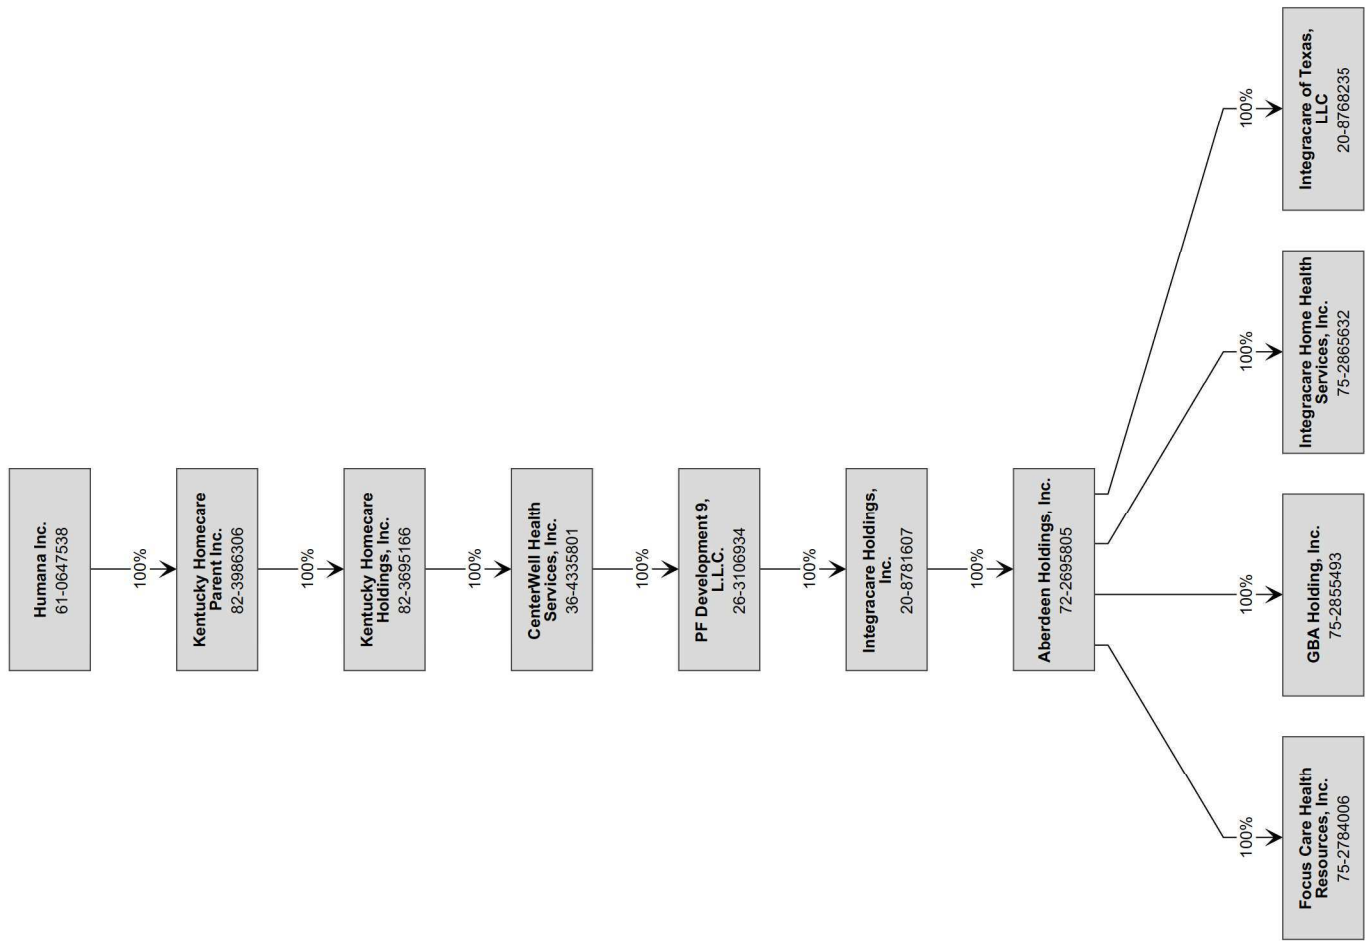 Humana Inc.
61-0647538
100%
Kentucky Homecare
Parent Inc.
82-3986306
100%
Kentucky Homecare
Holdings, Inc.
82-3695166
100%
CenterWell Health
Services, Inc.
36-4335801
100%
PF Development 9,
L.L.C.
26-3106934
100%
Integracare Holdings,
Inc.
20-8781607
100%
Aberdeen Holdings, Inc.
72-2695805
100%
100%
100%
100%
Focus Care Health
Resources, Inc.
75-2784006
GBA Holding, Inc.
75-2855493
Integracare Home Health
Services, Inc.
75-2865632
Integracare of Texas,
LLC
20-8768235